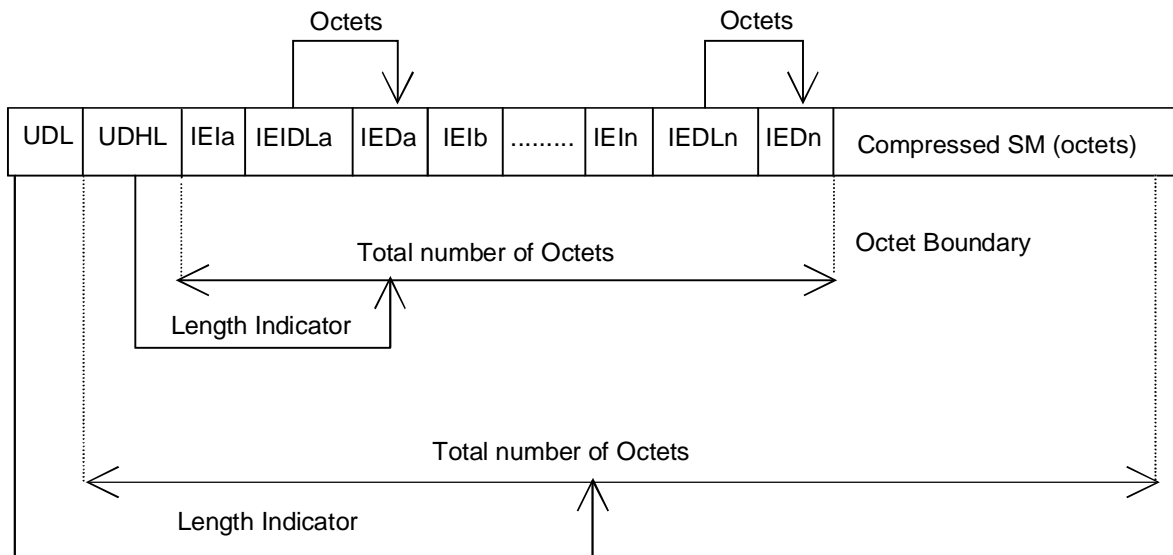 Octets Octets
UDL UDHL IEIa IEIDLa IEDa IEIb ......... IEIn IEDLn IEDn Compressed SM (octets)
Total number of Octets Octet Boundary
Length Indicator
Total number of Octets
Length Indicator